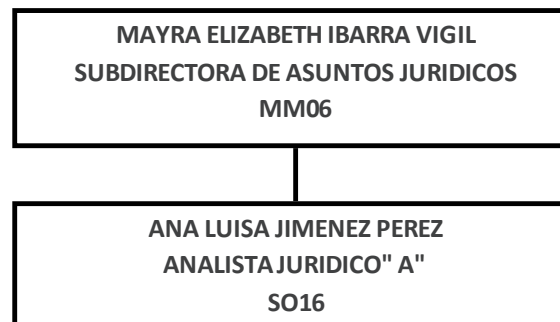 MAYRA ELIZABETH IBARRA VIGIL
SUBDIRECTORA DE ASUNTOS JURIDICOS
MM06
ANA LUISA JIMENEZ PEREZ
ANALISTA JURIDICO" A"
SO16